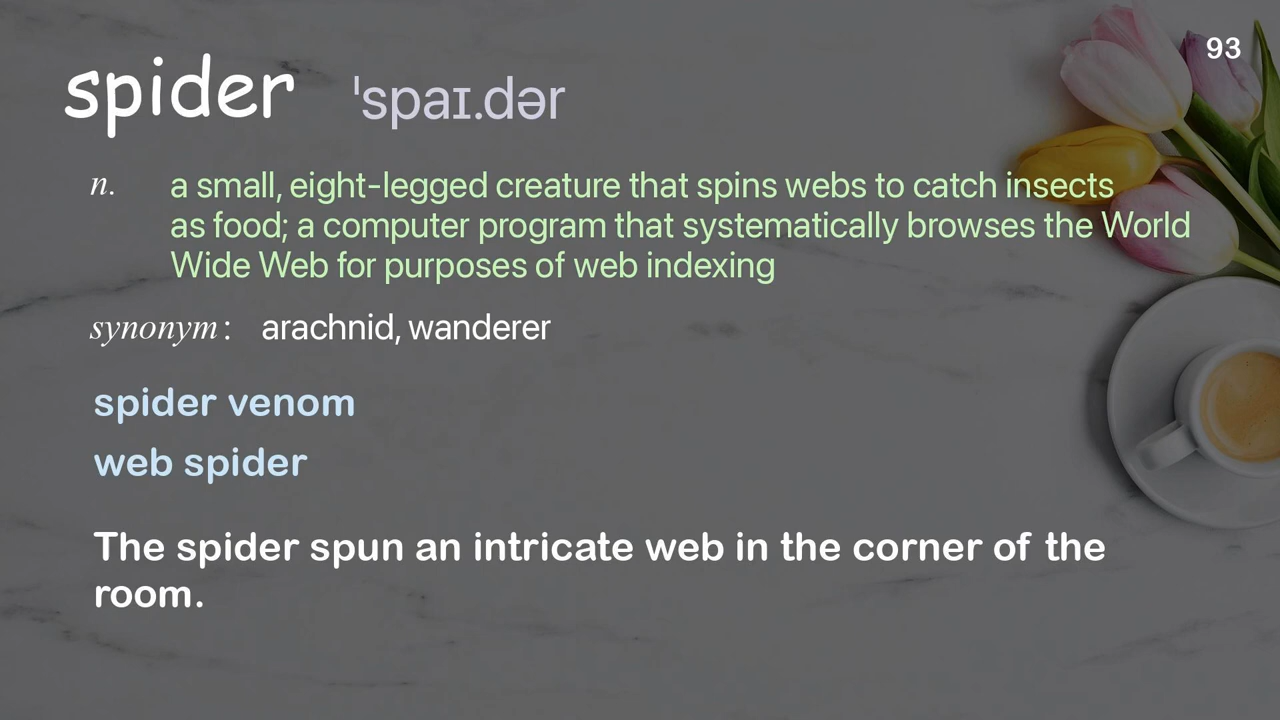 93
spider ˈspaɪ.dər
n. a small, eight-legged creature that spins webs to catch insects
as food; a computer program that systematically browses the World
Wide Web for purposes of web indexing
synonym: arachnid, wanderer
spider venom
web spider
The spider spun an intricate web in the corner of the
room.